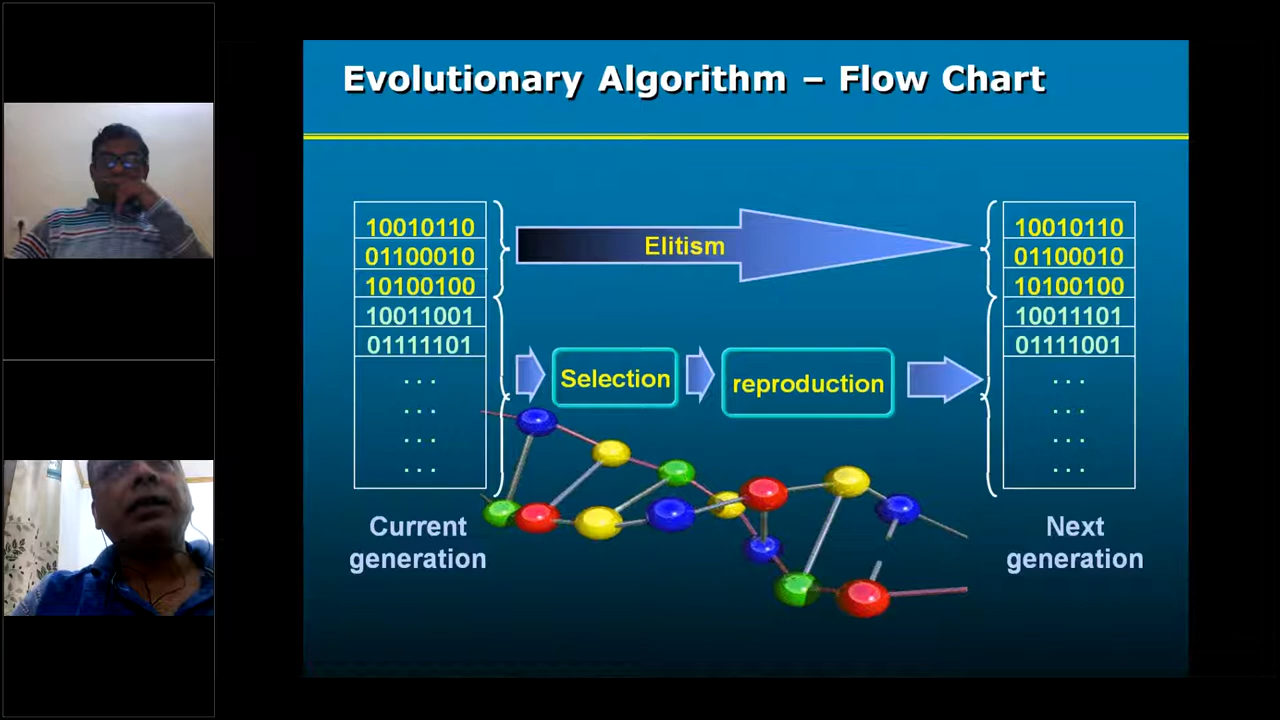 Evolutionary Algorithm – Flow Chart
10010110
01100010
10100100
10011001
01111101
. . .
. . .
. . .
. . .
Current
generation
Elitism
Selection
reproduction
10010110
01100010
10100100
10011101
01111001
. . .
. . .
. . .
. . .
Next
generation